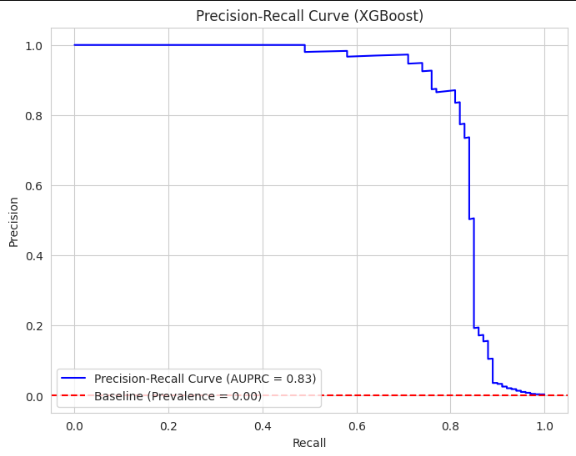 Precision-Recall Curve (XGBoost)
1.0
0.8
0.6
0.4
0.2
0.0
Precision
Precision-Recall Curve (AUPRC = 0.83)
Baseline (Prevalence = 0.00)
0.0 0.2 0.4 0.6 0.8 1.0
Recall